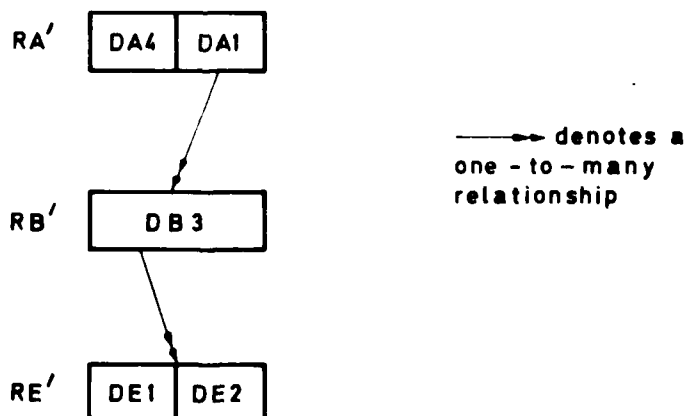 RA′ DA4 DA1
denotes a
one-to-many
relationship
RB′ DB3
RE′ DE1 DE2